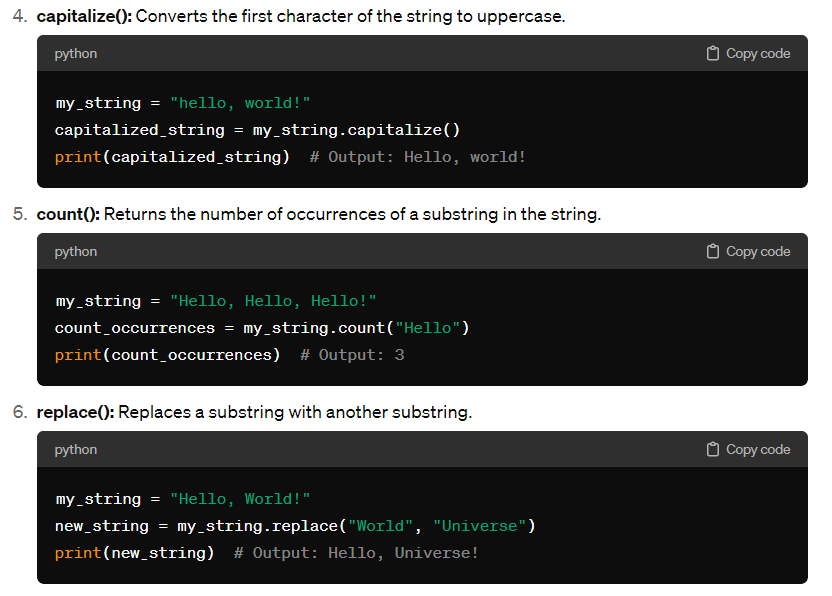 4. capitalize(): Converts the first character of the string to uppercase.
python Copy code
my_string = "hello, world!"
capitalized_string = my_string.capitalize()
print(capitalized_string)  # Output: Hello, world!
5. count(): Returns the number of occurrences of a substring in the string.
python Copy code
my_string = "Hello, Hello, Hello!"
count_occurrences = my_string.count("Hello")
print(count_occurrences)  # Output: 3
6. replace(): Replaces a substring with another substring.
python Copy code
my_string = "Hello, World!"
new_string = my_string.replace("World", "Universe")
print(new_string)  # Output: Hello, Universe!